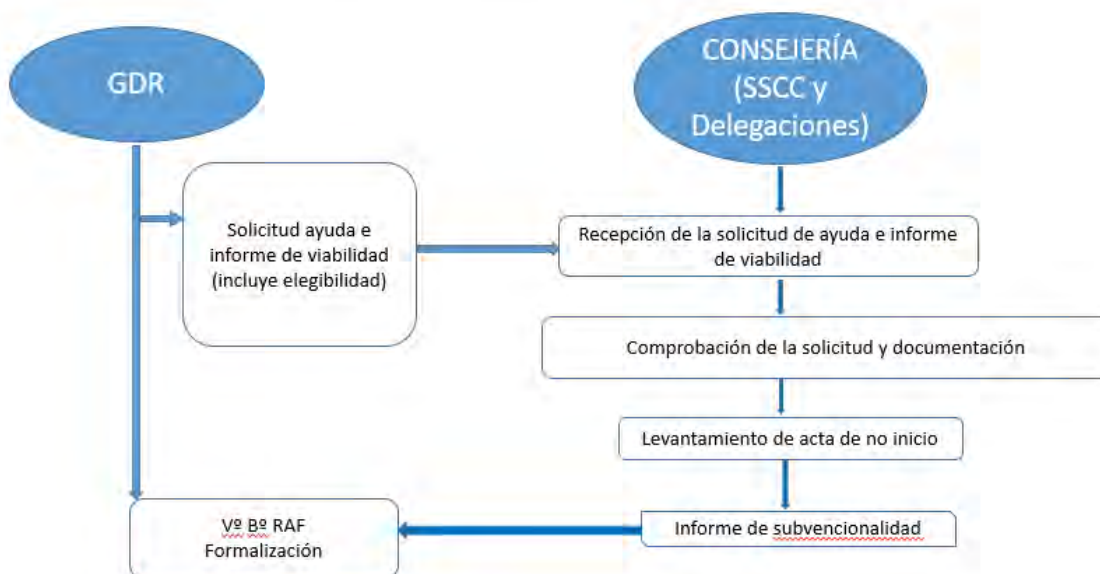 GDR
CONSEJERÍA
(SSCC y
Delegaciones)
Solicitud ayuda e
informe de viabilidad
(incluye elegibilidad)
Recepción de la solicitud de ayuda e informe
de viabilidad
Comprobación de la solicitud y documentación
Levantamiento de acta de no inicio
Informe de subvencionalidad
Vº Bº RAF
Formalización